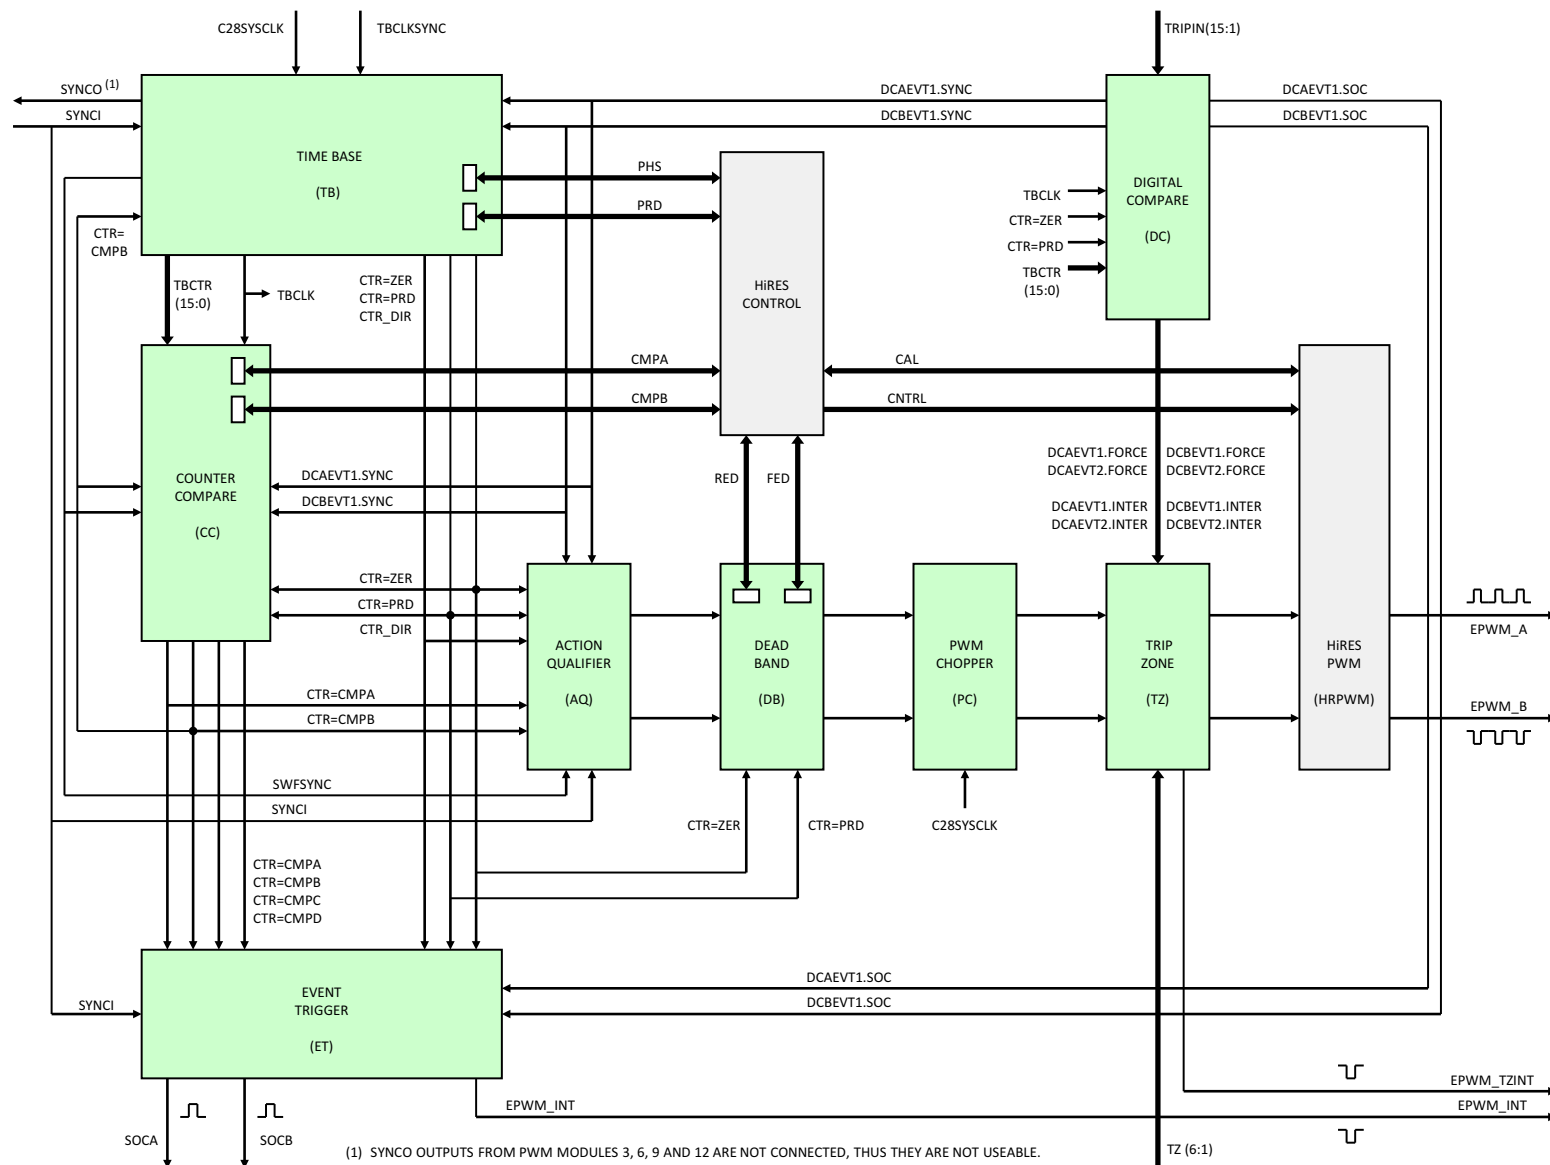 C28SYSCLK
TBCLKSYNC
TRIPIN(15:1)
SYNCO (1)
SYNCI
DCAEVT1.SYNC
DCBEVT1.SYNC
DCAEVT1.SOC
DCBEVT1.SOC
TIME BASE
(TB)
PHS
PRD
DIGITAL
COMPARE
(DC)
TBCLK
CTR=ZER
CTR=PRD
TBCTR
(15:0)
CTR=
CMPB
TBCTR
(15:0)
TBCLK
CTR=ZER
CTR=PRD
CTR_DIR
HiRES
CONTROL
CMPA
CMPB
CAL
CNTRL
COUNTER
COMPARE
(CC)
DCAEVT1.SYNC
DCBEVT1.SYNC
RED
FED
DCAEVT1.FORCE
DCAEVT2.FORCE
DCBEVT1.FORCE
DCBEVT2.FORCE
DCAEVT1.INTER
DCAEVT2.INTER
DCBEVT1.INTER
DCBEVT2.INTER
CTR=ZER
CTR=PRD
CTR_DIR
ACTION
QUALIFIER
(AQ)
DEAD
BAND
(DB)
PWM
CHOPPER
(PC)
TRIP
ZONE
(TZ)
HiRES
PWM
(HRPWM)
EPWM_A
EPWM_B
CTR=CMPA
CTR=CMPB
SWFSYNC
SYNCI
CTR=ZER
CTR=PRD
C28SYSCLK
CTR=CMPA
CTR=CMPB
CTR=CMPC
CTR=CMPD
EVENT
TRIGGER
(ET)
SYNCI
DCAEVT1.SOC
DCBEVT1.SOC
EPWM_TZINT
EPWM_INT
EPWM_INT
SOCA
SOCB
TZ (6:1)
(1) SYNCO OUTPUTS FROM PWM MODULES 3, 6, 9 AND 12 ARE NOT CONNECTED, THUS THEY ARE NOT USEABLE.